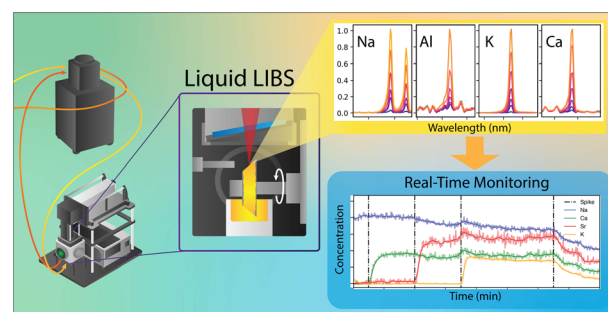 Liquid LIBS
Na
Al
K
Ca
1.0
0.8
0.6
0.4
0.2
0.0
Wavelength (nm)
Real-Time Monitoring
Concentration
Spike
Na
Ca
Sr
K
Time (min)